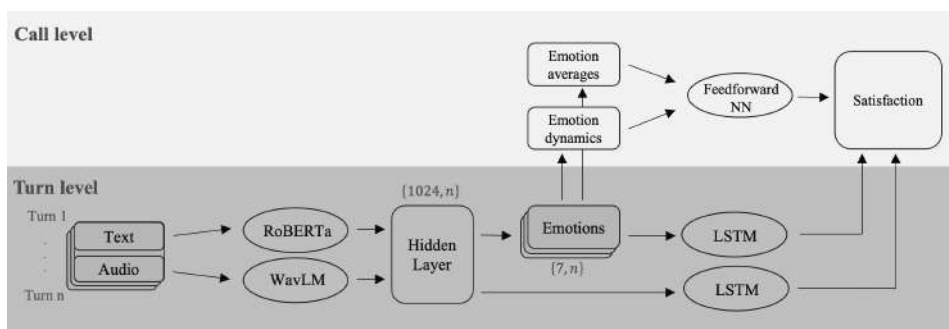 Call level
Emotion
averages
Feedforward
NN
Satisfaction
Emotion
dynamics
Turn level
{1024, n}
Turn 1
.
.
.
Turn n
Text
Audio
RoBERTa
WavLM
Hidden
Layer
Emotions
{7, n}
LSTM
LSTM